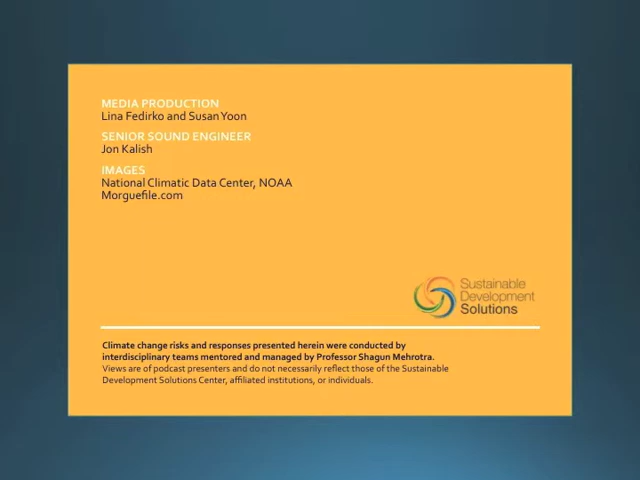 MEDIA PRODUCTION
Lina Fedirko and Susan Yoon
SENIOR SOUND ENGINEER
Jon Kalish
IMAGES
National Climatic Data Center, NOAA
Morguefile.com
Sustainable
Development
Solutions
Climate change risks and responses presented herein were conducted by
interdisciplinary teams mentored and managed by Professor Shagun Mehrotra.
Views are of podcast presenters and do not necessarily reflect those of the Sustainable
Development Solutions Center, affiliated institutions, or individuals.